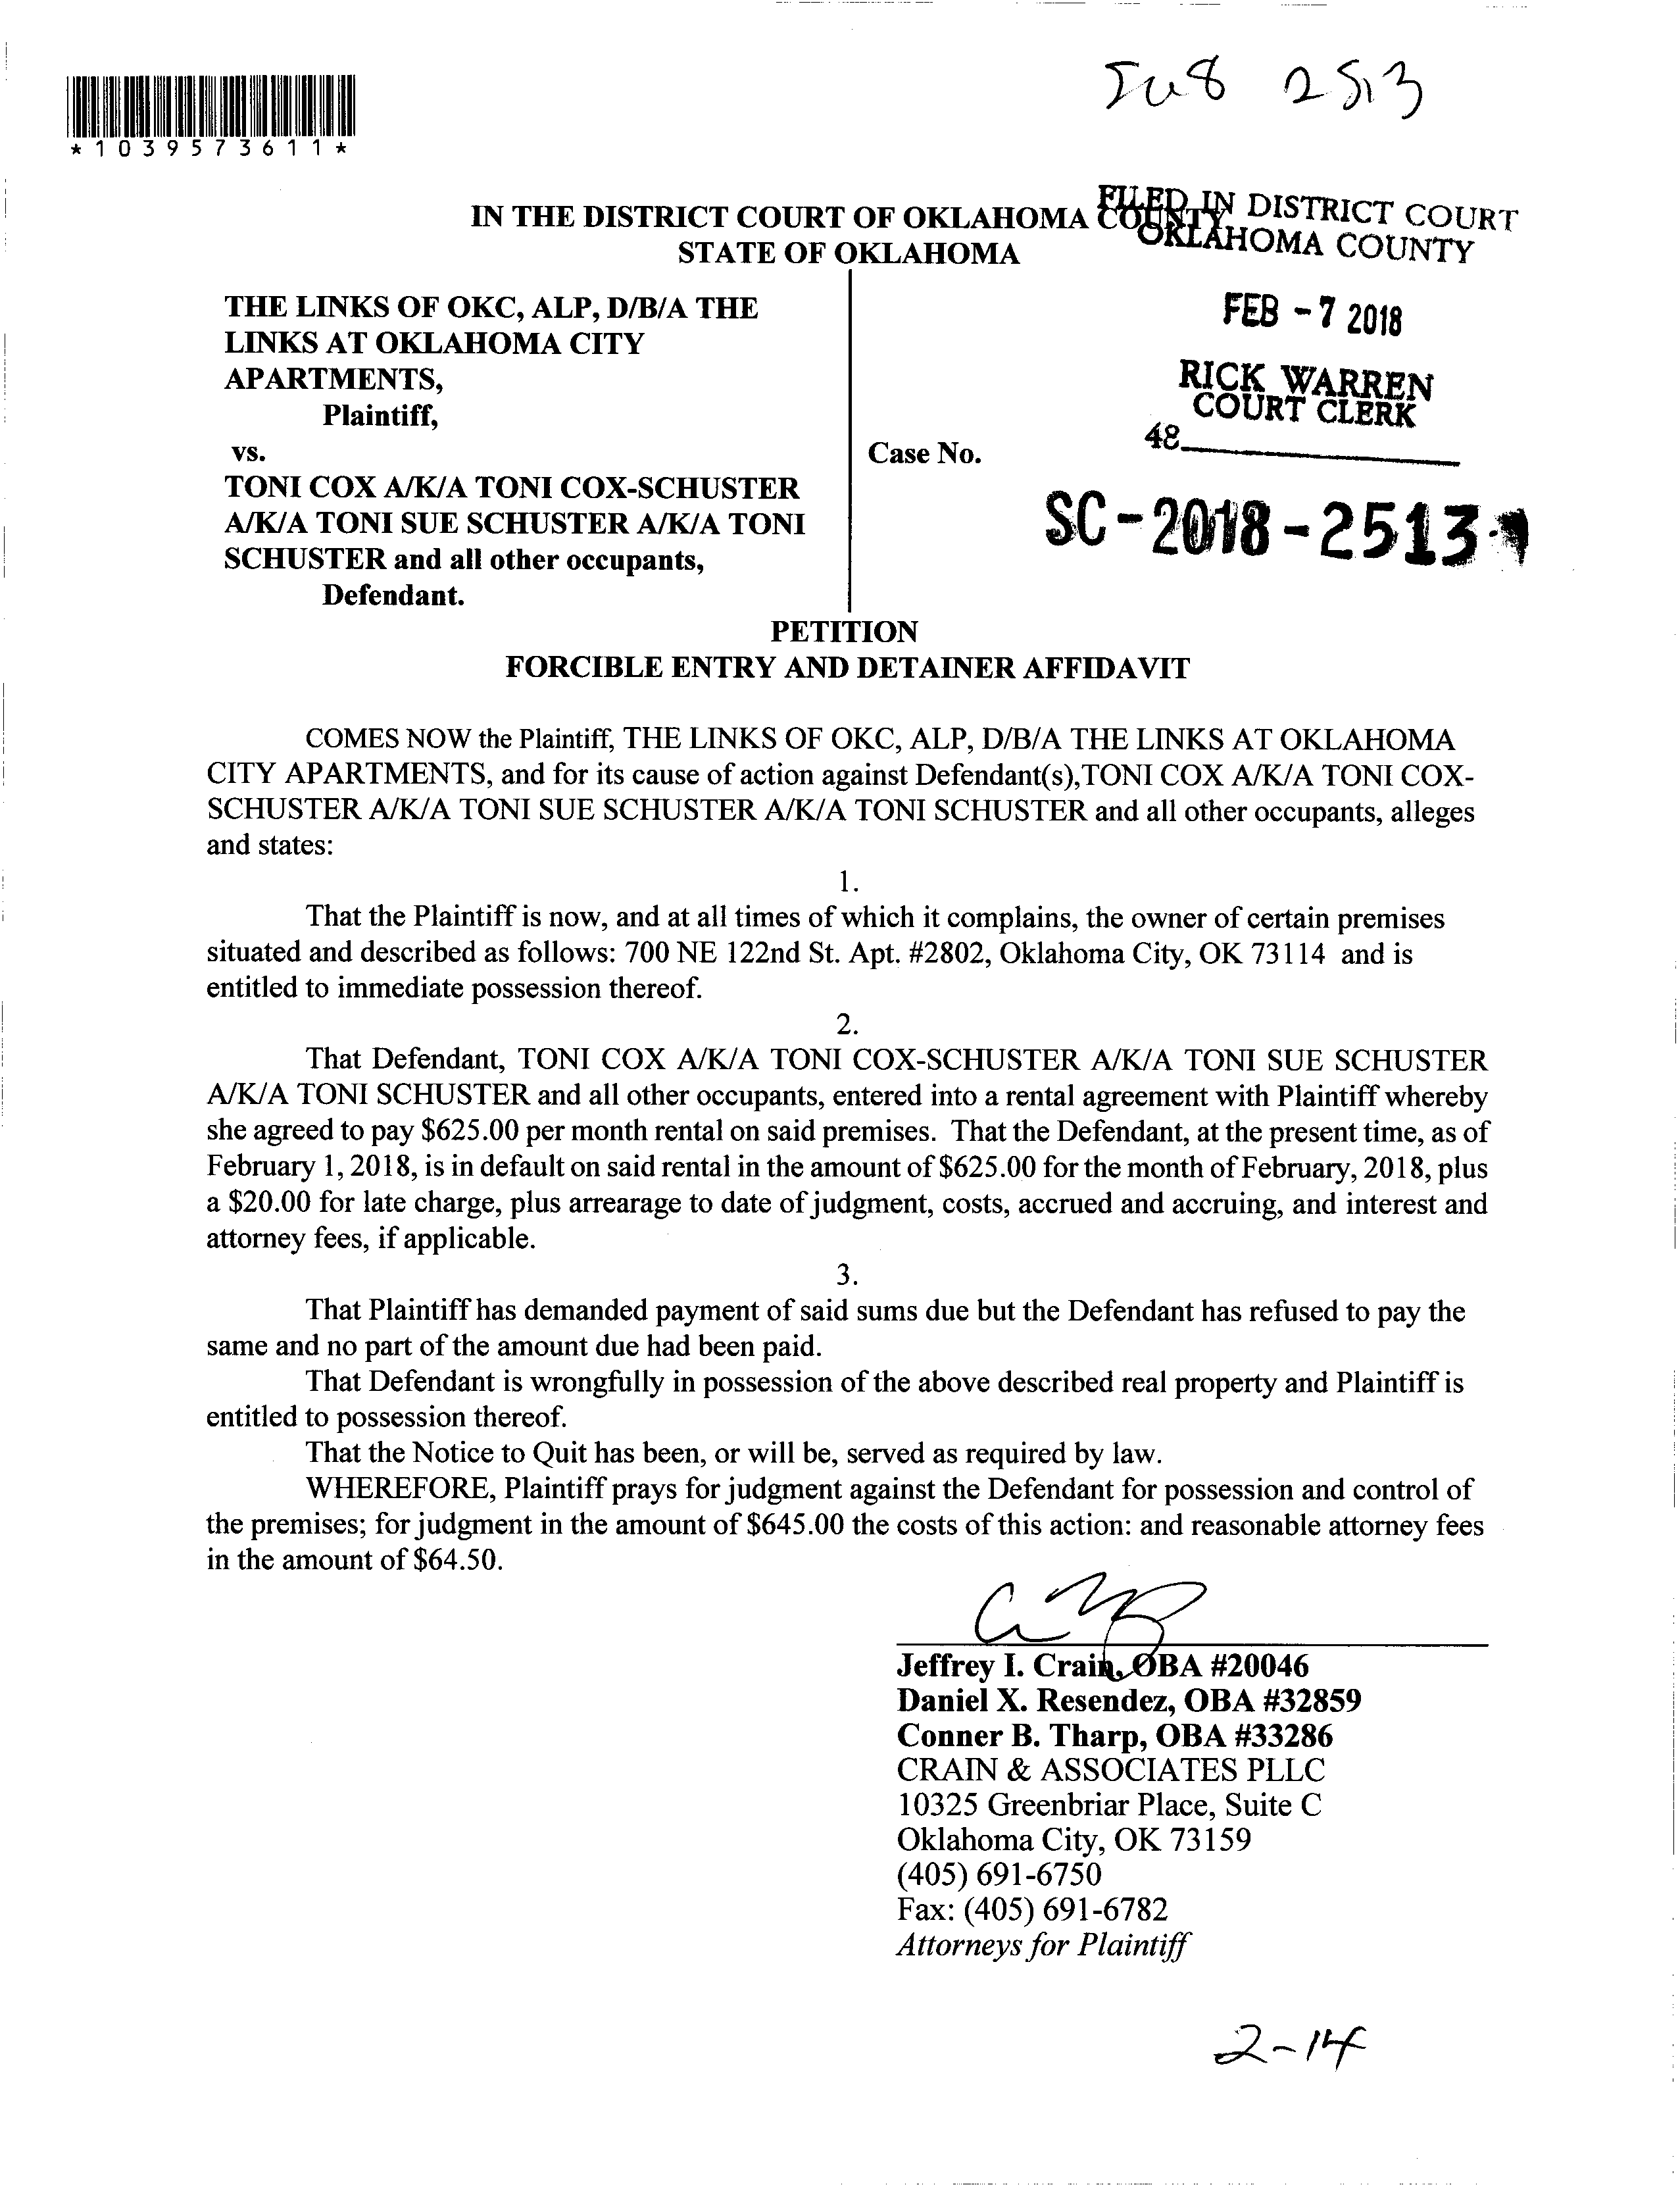 2513
*1039573611*
IN THE DISTRICT COURT OF OKLAHOMA COUNTY
STATE OF OKLAHOMA
FILED IN DISTRICT COURT
OKLAHOMA COUNTY
FEB -7 2018
RICK WARREN
COURT CLERK
48
THE LINKS OF OKC, ALP, D/B/A THE
LINKS AT OKLAHOMA CITY
APARTMENTS,
Plaintiff,
vs.
TONI COX A/K/A TONI COX-SCHUSTER
A/K/A TONI SUE SCHUSTER A/K/A TONI
SCHUSTER and all other occupants,
Defendant.
Case No.
SC-2018-2513
PETITION
FORCIBLE ENTRY AND DETAINER AFFIDAVIT
COMES NOW the Plaintiff, THE LINKS OF OKC, ALP, D/B/A THE LINKS AT OKLAHOMA
CITY APARTMENTS, and for its cause of action against Defendant(s),TONI COX A/K/A TONI COX-
SCHUSTER A/K/A TONI SUE SCHUSTER A/K/A TONI SCHUSTER and all other occupants, alleges
and states:
1.
That the Plaintiff is now, and at all times of which it complains, the owner of certain premises
situated and described as follows: 700 NE 122nd St. Apt. #2802, Oklahoma City, OK 73114 and is
entitled to immediate possession thereof.
2.
That Defendant, TONI COX A/K/A TONI COX-SCHUSTER A/K/A TONI SUE SCHUSTER
A/K/A TONI SCHUSTER and all other occupants, entered into a rental agreement with Plaintiff whereby
she agreed to pay $625.00 per month rental on said premises. That the Defendant, at the present time, as of
February 1, 2018, is in default on said rental in the amount of $625.00 for the month of February, 2018, plus
a $20.00 for late charge, plus arrearage to date of judgment, costs, accrued and accruing, and interest and
attorney fees, if applicable.
3.
That Plaintiff has demanded payment of said sums due but the Defendant has refused to pay the
same and no part of the amount due had been paid.
That Defendant is wrongfully in possession of the above described real property and Plaintiff is
entitled to possession thereof.
That the Notice to Quit has been, or will be, served as required by law.
WHEREFORE, Plaintiff prays for judgment against the Defendant for possession and control of
the premises; for judgment in the amount of $645.00 the costs of this action: and reasonable attorney fees
in the amount of $64.50.
Jeffrey I. Crain, OBA #20046
Daniel X. Resendez, OBA #32859
Conner B. Tharp, OBA #33286
CRAIN & ASSOCIATES PLLC
10325 Greenbriar Place, Suite C
Oklahoma City, OK 73159
(405) 691-6750
Fax: (405) 691-6782
Attorneys for Plaintiff
2-14